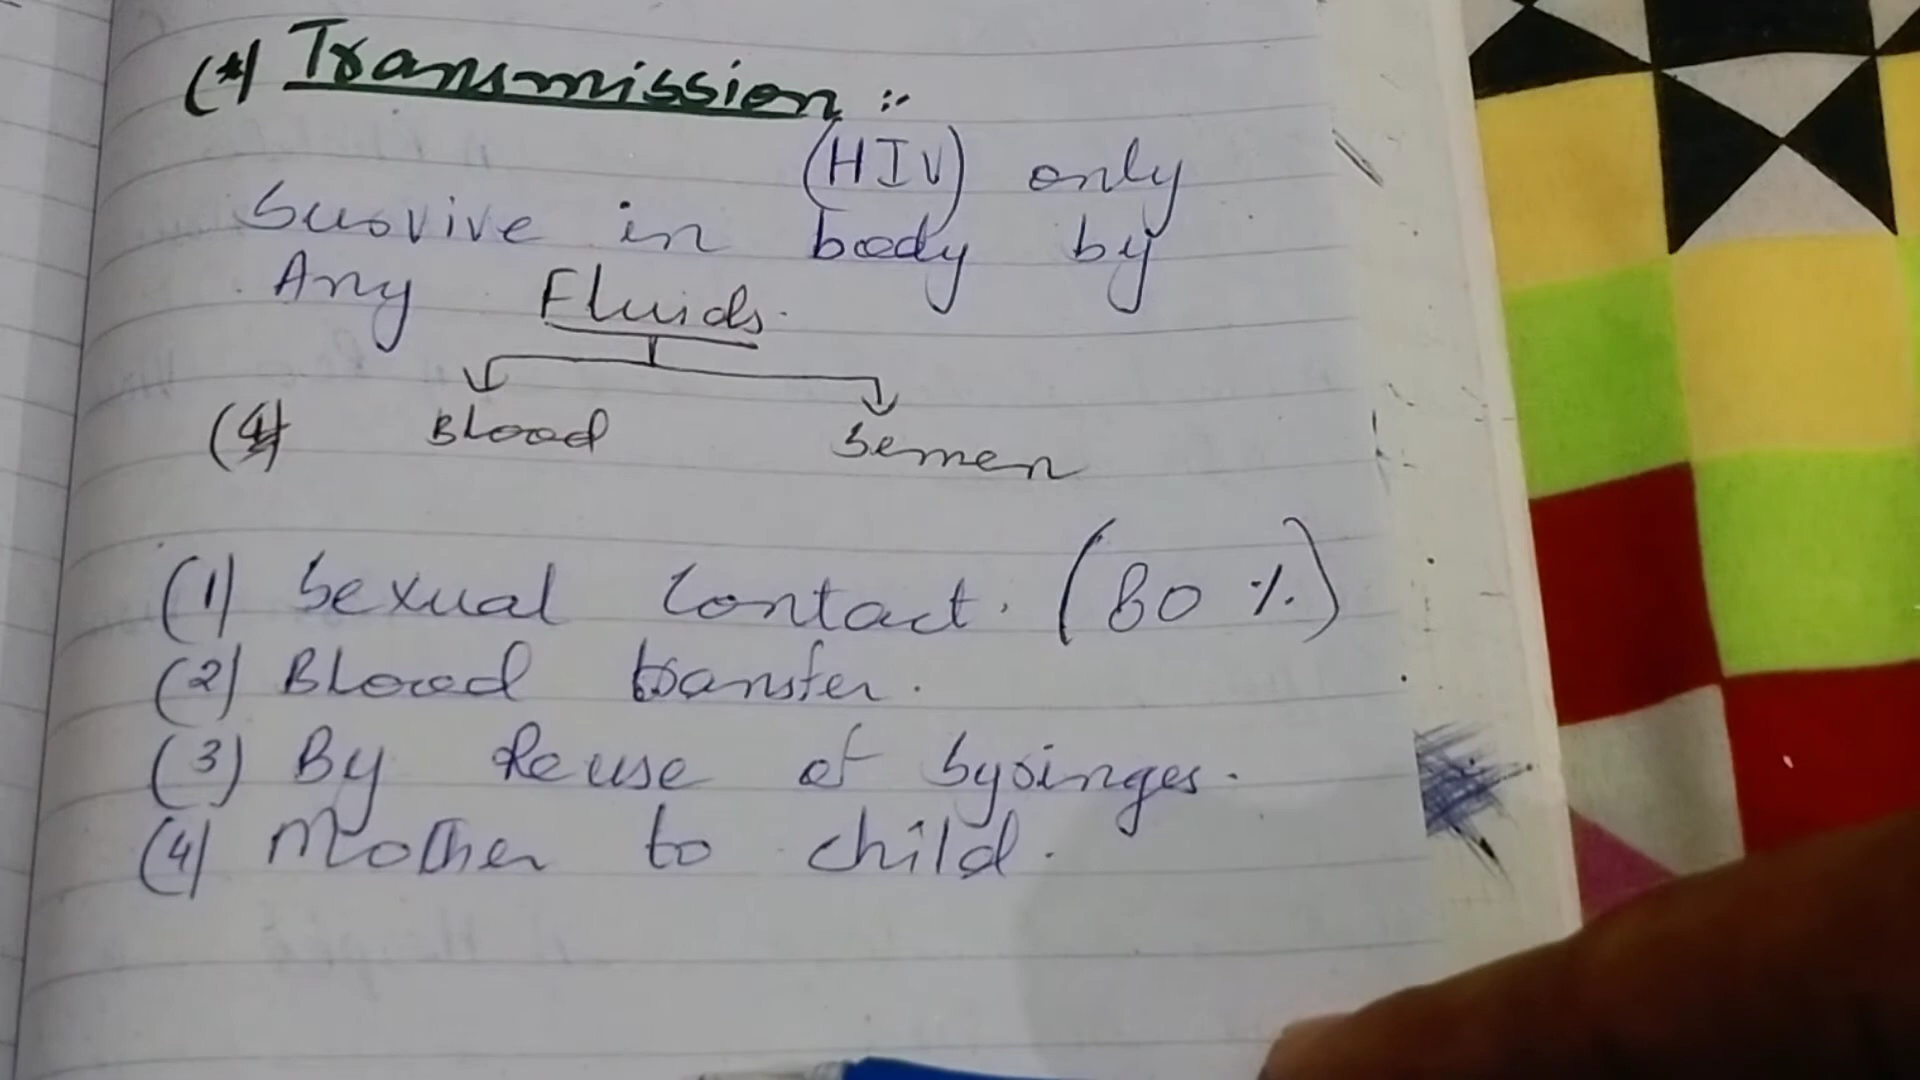 (*) Transmission :-
(HIV) only
Survive in body by
Any Fluids.
Blood Semen
(1) Sexual Contact. (80 %)
(2) Blood transfer.
(3) By Reuse of Syringes.
(4) Mother to child.